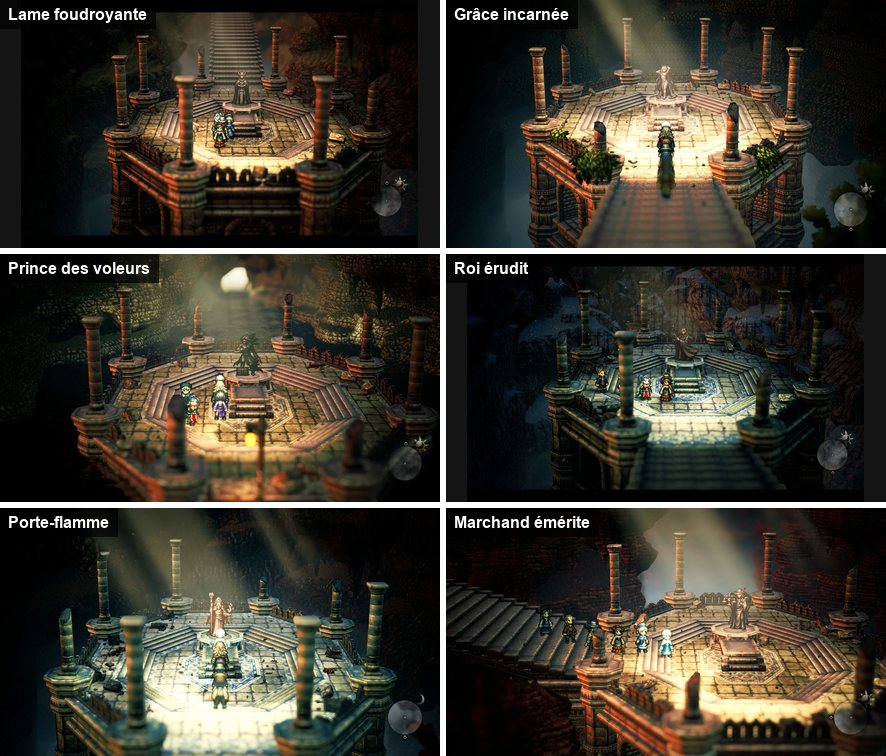 Lame foudroyante
Grâce incarnée
Prince des voleurs
Roi érudit
Porte-flamme
Marchand émérite